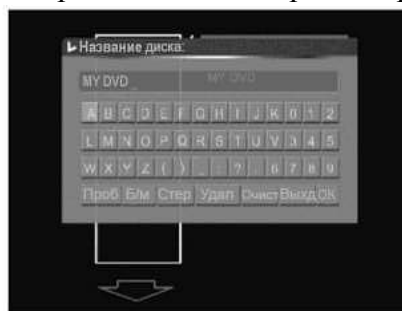 Название диска:
MY DVD_ MY DVD
A B C D E F G H I J K 0 1 2
L M N O P Q R S T U V 3 4 5
W X Y Z ( ) _ ? 6 7 8 9
Проб Б/м Стер Удал Очист Выхд OK